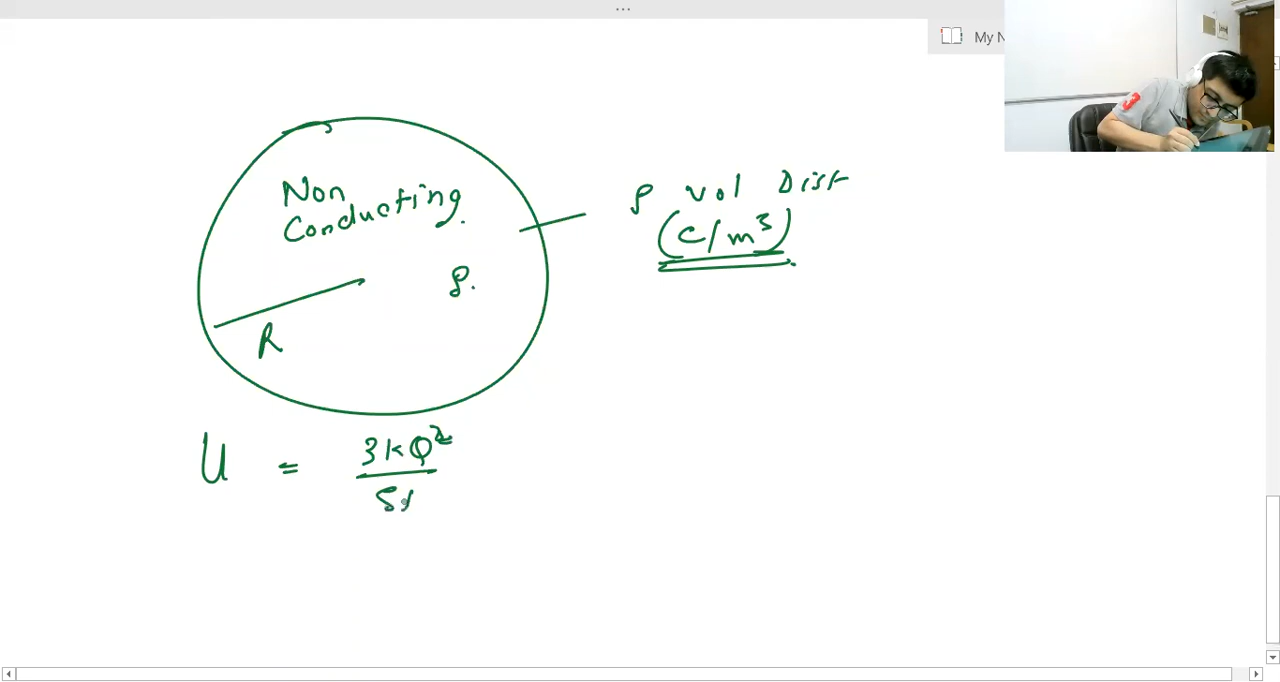 My N
Non
Conducting.
ρ vol Dist
(C/m³)
ρ.
R
U = 3kQ²
5